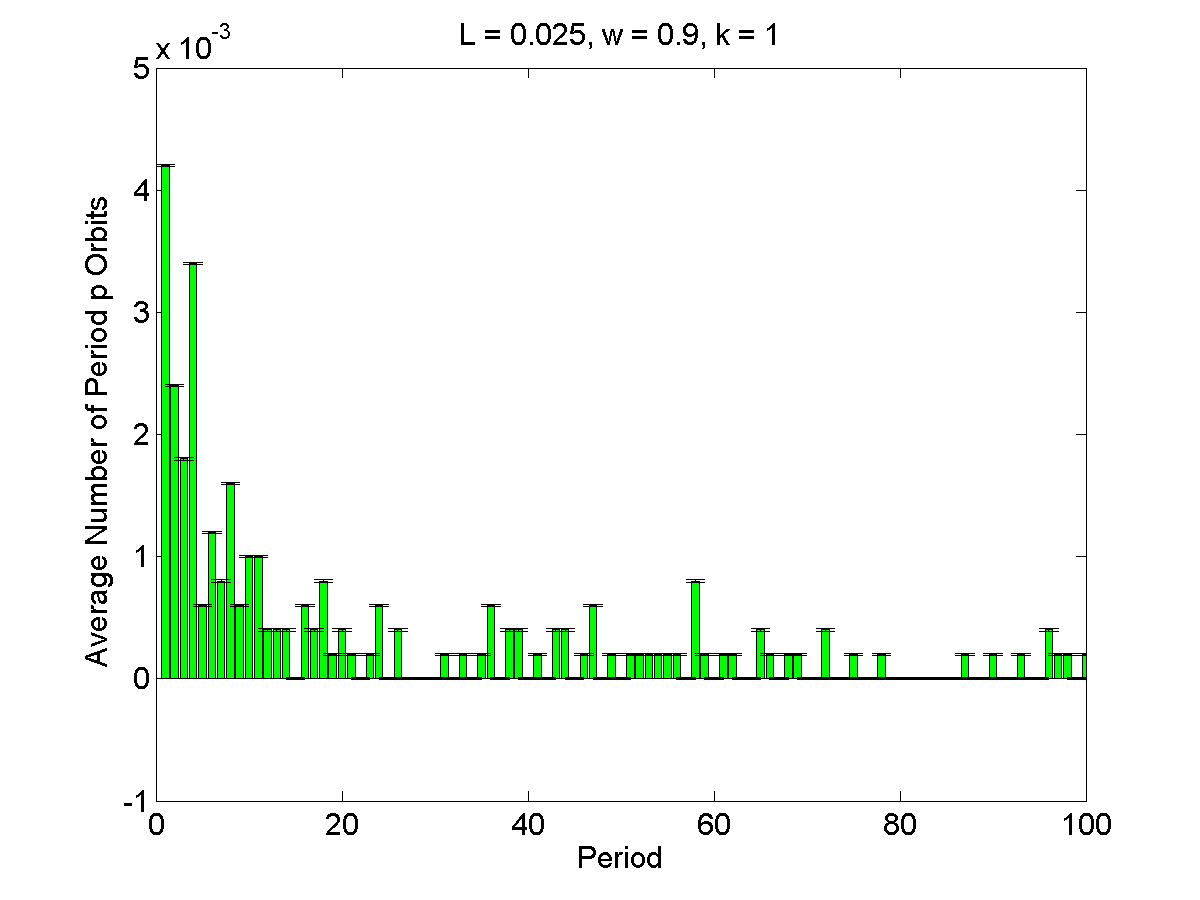 L = 0.025, w = 0.9, k = 1
x 10^-3
5
4
3
2
1
0
-1
Average Number of Period p Orbits
0 20 40 60 80 100
Period